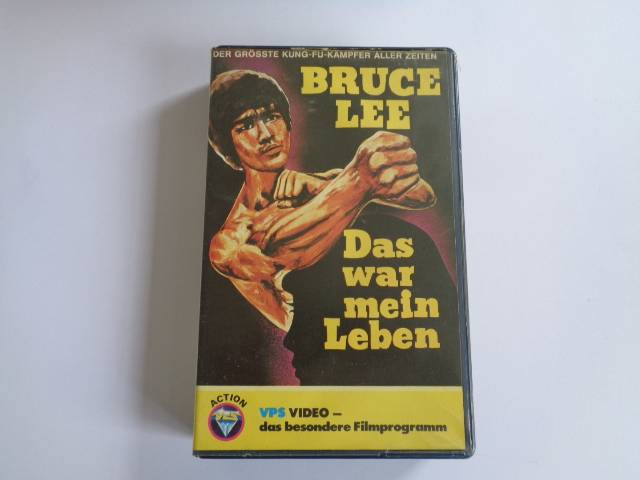 DER GRÖSSTE KUNG-FU-KÄMPFER ALLER ZEITEN
BRUCE
LEE
Das
war
mein
Leben
ACTION
VPS
VPS VIDEO –
das besondere Filmprogramm